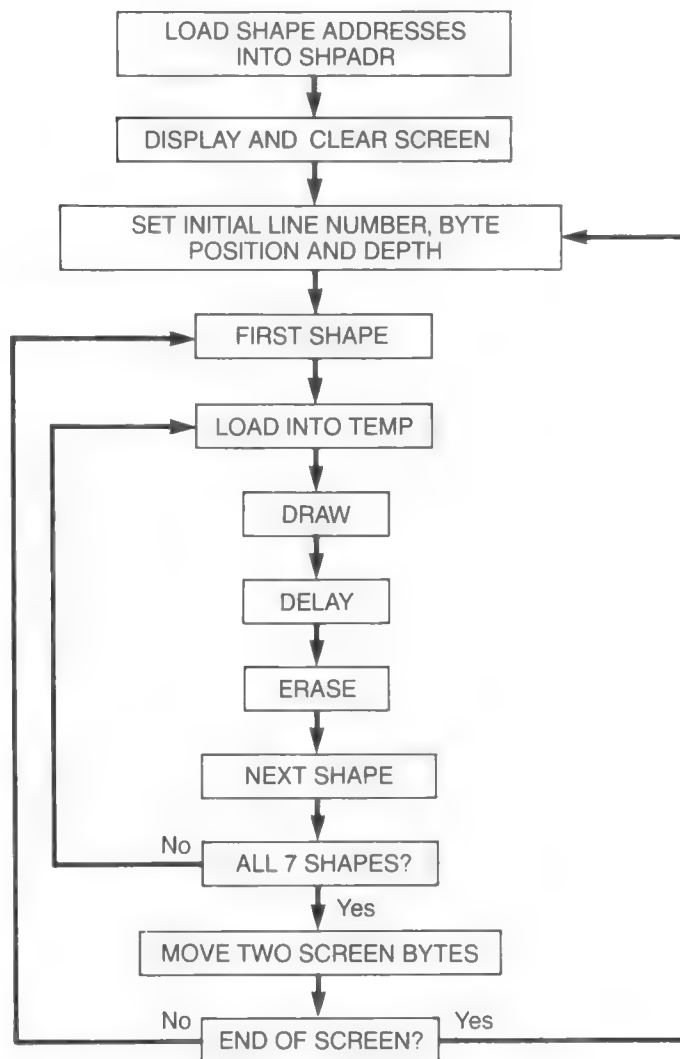 LOAD SHAPE ADDRESSES
INTO SHPADR
DISPLAY AND CLEAR SCREEN
SET INITIAL LINE NUMBER, BYTE
POSITION AND DEPTH
FIRST SHAPE
LOAD INTO TEMP
DRAW
DELAY
ERASE
NEXT SHAPE
No
ALL 7 SHAPES?
Yes
MOVE TWO SCREEN BYTES
No
END OF SCREEN?
Yes